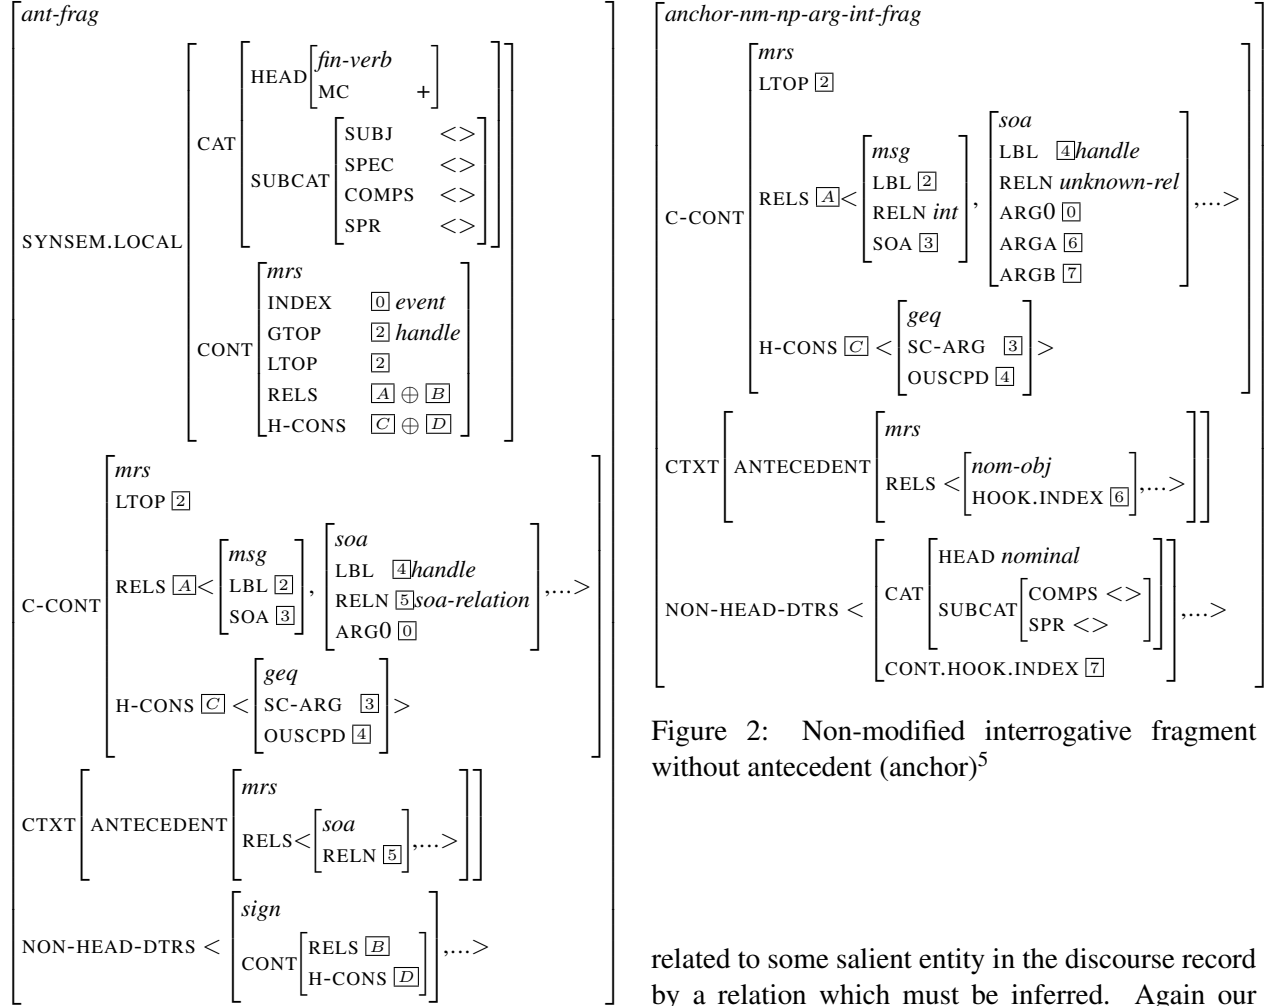 ant-frag
HEAD
fin-verb
MC +
CAT
SUBCAT
SUBJ <>
SPEC <>
COMPS <>
SPR <>
SYNSEM.LOCAL
mrs
INDEX 0 event
GTOP 2 handle
CONT
LTOP 2
RELS A ⊕ B
H-CONS C ⊕ D
mrs
LTOP 2
C-CONT
RELS A <
msg
LBL 2
SOA 3
,
soa
LBL 4 handle
RELN 5 soa-relation
ARG0 0
,...>
H-CONS C <
geq
SC-ARG 3
OUSCPD 4
>
CTXT
ANTECEDENT
mrs
RELS <
soa
RELN 5
,...>
NON-HEAD-DTRS <
sign
CONT
RELS B
H-CONS D
,...>
anchor-nm-np-arg-int-frag
mrs
LTOP 2
C-CONT
RELS A <
msg
LBL 2
RELN int
SOA 3
,
soa
LBL 4 handle
RELN unknown-rel
ARG0 0
ARGA 6
ARGB 7
,...>
H-CONS C <
geq
SC-ARG 3
OUSCPD 4
>
CTXT
ANTECEDENT
mrs
RELS <
nom-obj
HOOK.INDEX 6
,...>
NON-HEAD-DTRS <
CAT
HEAD nominal
SUBCAT
COMPS <>
SPR <>
CONT.HOOK.INDEX 7
,...>
Figure 2: Non-modified interrogative fragment
without antecedent (anchor)5
related to some salient entity in the discourse record
by a relation which must be inferred. Again our